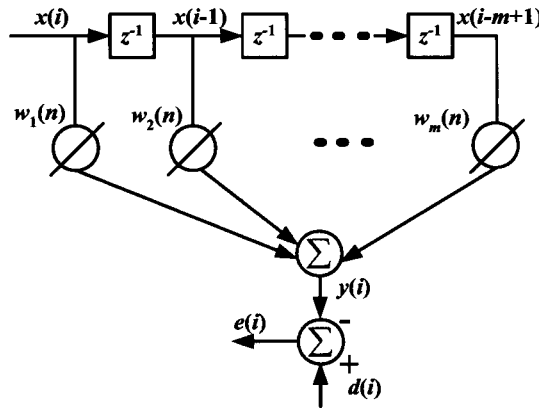 x(i) z⁻¹ x(i-1) z⁻¹ z⁻¹ x(i-m+1)
w₁(n) w₂(n) wₘ(n)
Σ
y(i)
e(i) -
Σ
+
d(i)